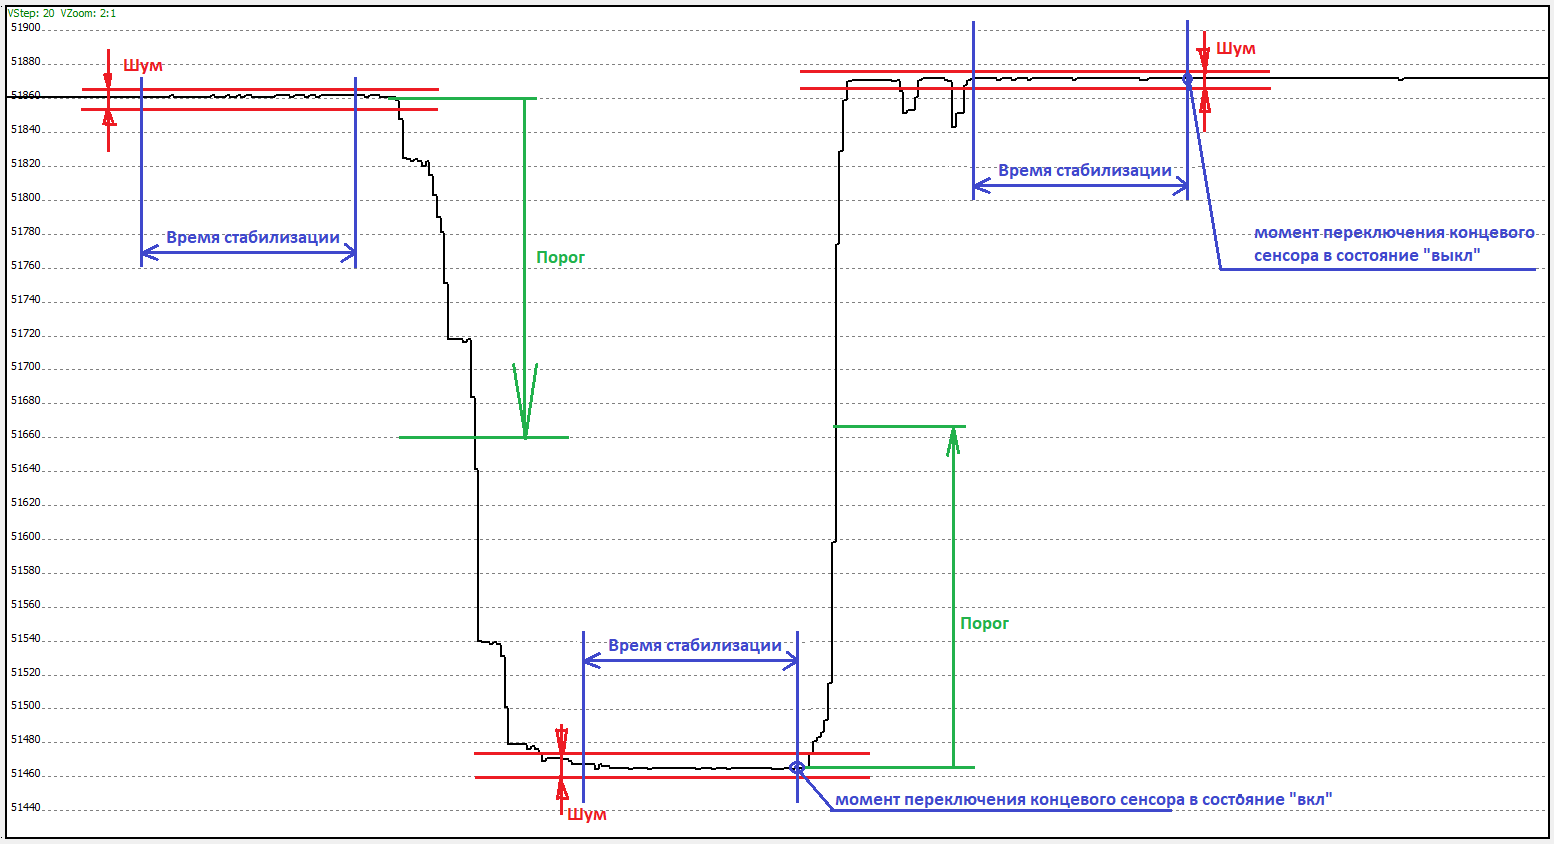 VStep: 20 VZoom: 2:1
51900
51880
51860
51840
51820
51800
51780
51760
51740
51720
51700
51680
51660
51640
51620
51600
51580
51560
51540
51520
51500
51480
51460
51440
Шум
Время стабилизации
Порог
Шум
Время стабилизации
момент переключения концевого
сенсора в состояние "выкл"
Порог
Время стабилизации
Шум
момент переключения концевого сенсора в состояние "вкл"